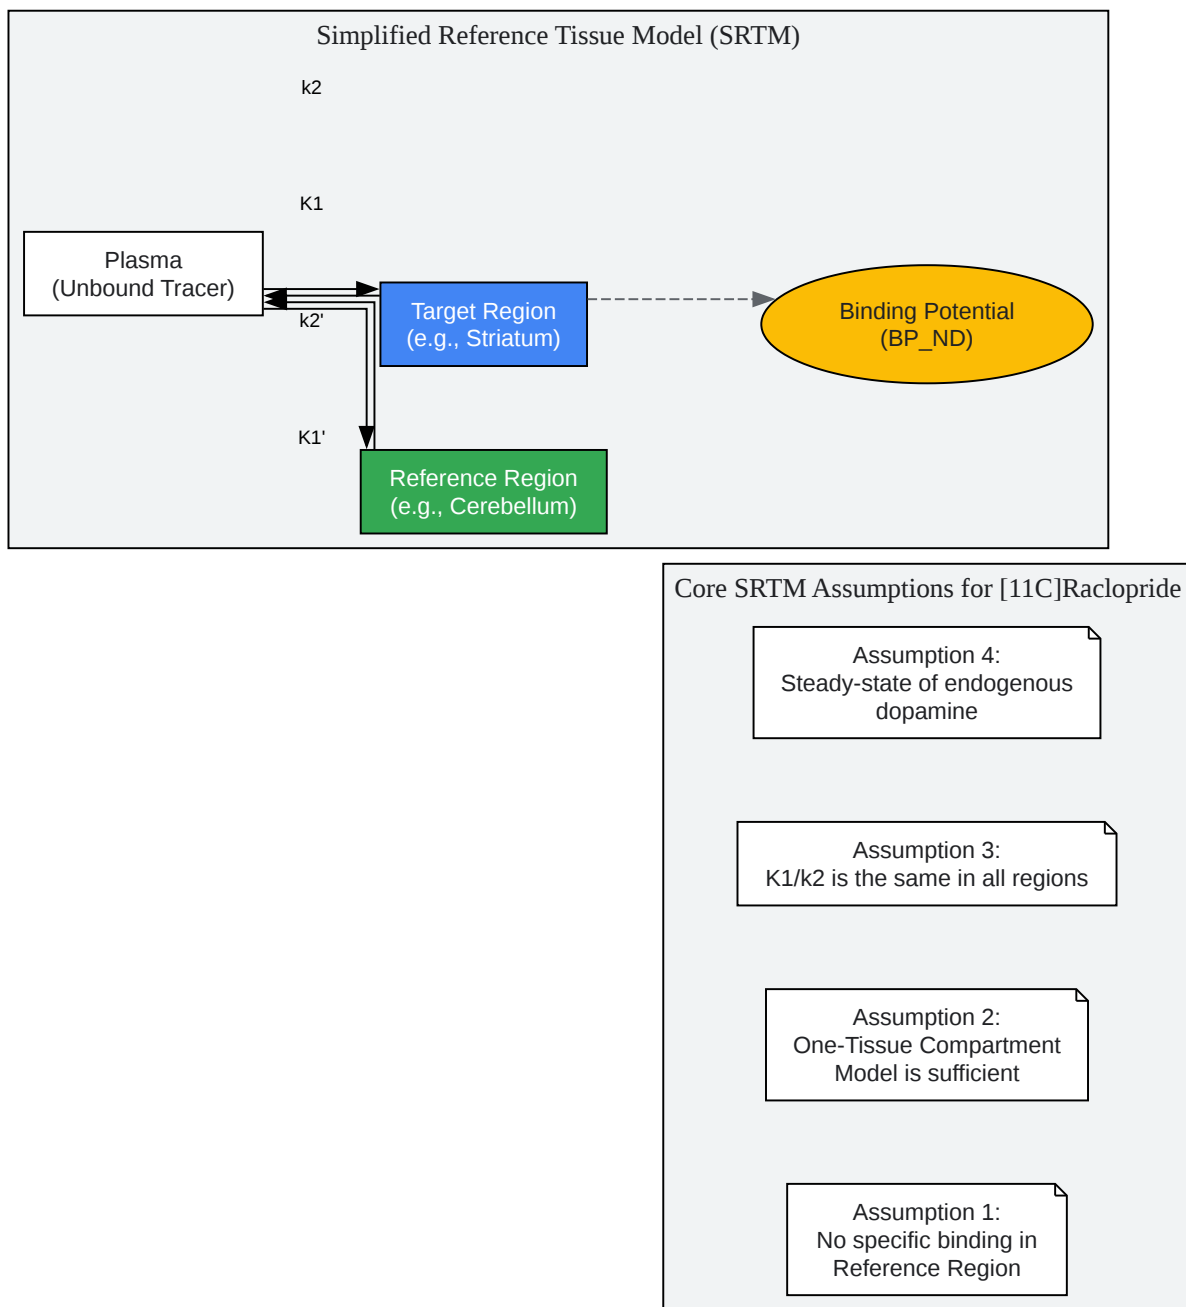 Simplified Reference Tissue Model (SRTM)
k2
K1
Plasma
(Unbound Tracer)
k2'
Target Region
(e.g., Striatum)
Binding Potential
(BP_ND)
K1'
Reference Region
(e.g., Cerebellum)
Core SRTM Assumptions for [11C]Raclopride
Assumption 4:
Steady-state of endogenous
dopamine
Assumption 3:
K1/k2 is the same in all regions
Assumption 2:
One-Tissue Compartment
Model is sufficient
Assumption 1:
No specific binding in
Reference Region